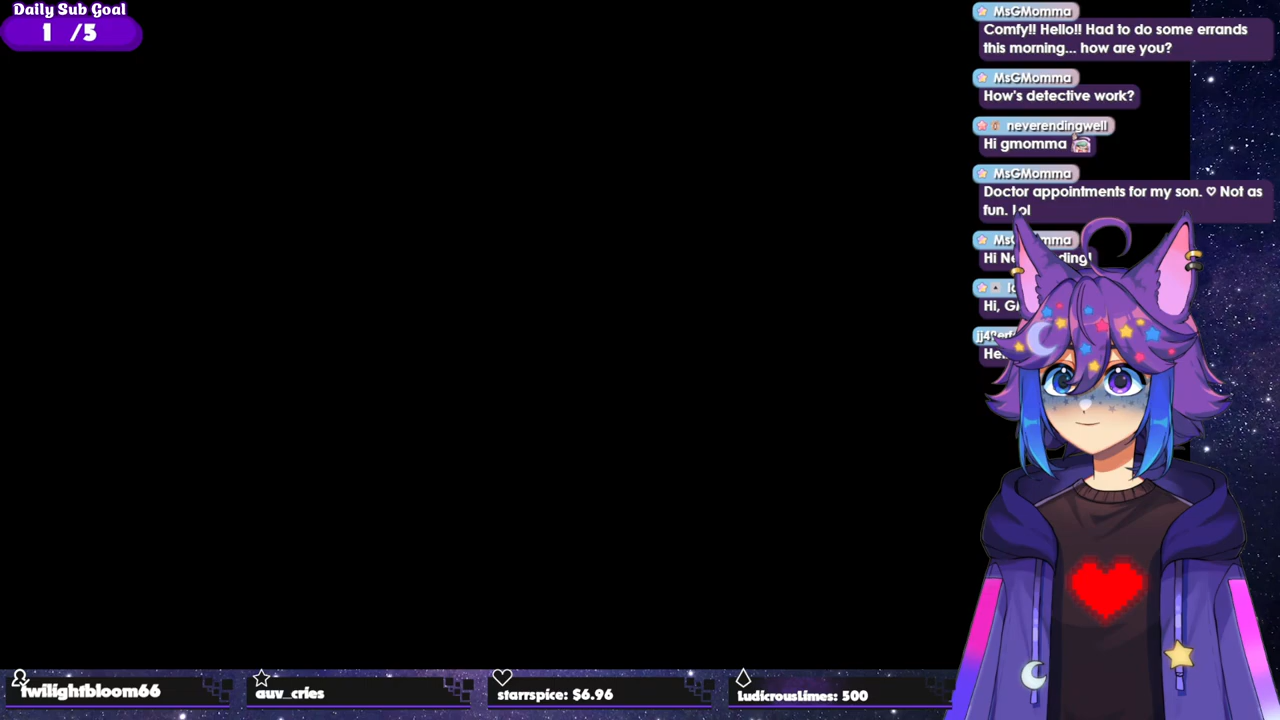 Daily Sub Goal
1 /5
MsGMomma
Comfy!! Hello!! Had to do some errands
this morning... how are you?
MsGMomma
How's detective work?
neverendingwell
Hi gmomma
MsGMomma
Doctor appointments for my son. ♡ Not as
fun. Lol
Hi
Hi,
twilightbloom66
auv_cries
starrspice: $6.96
LudicrousLimes: 500